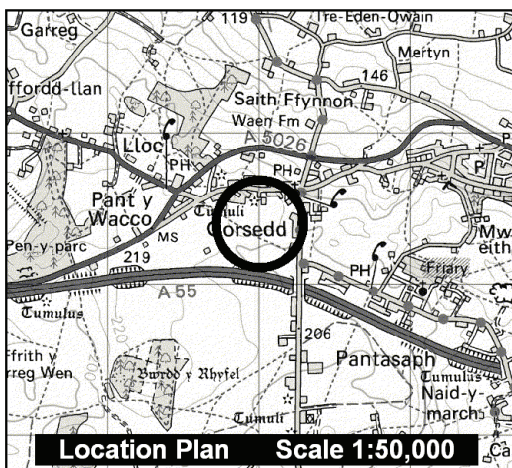 119
Tre-Eden-Owain
Garreg
Mertyn
146
ffordd-llan
Saith Ffynnon
Waen Fm
Lloc
A 5026
PH
PH
P
Pant y
Wacco
Tumuli
Gorsedd
MS
Pen-y-parc
219
PH
Friary
Mw
eith
A 55
Tumulus
220
206
Ffrith y
rreg Wen
Bwrdd y Rhyfel
Pantasaph
Tumulus
Naid-y-
march
Tumuli
Ca
Location Plan Scale 1:50,000